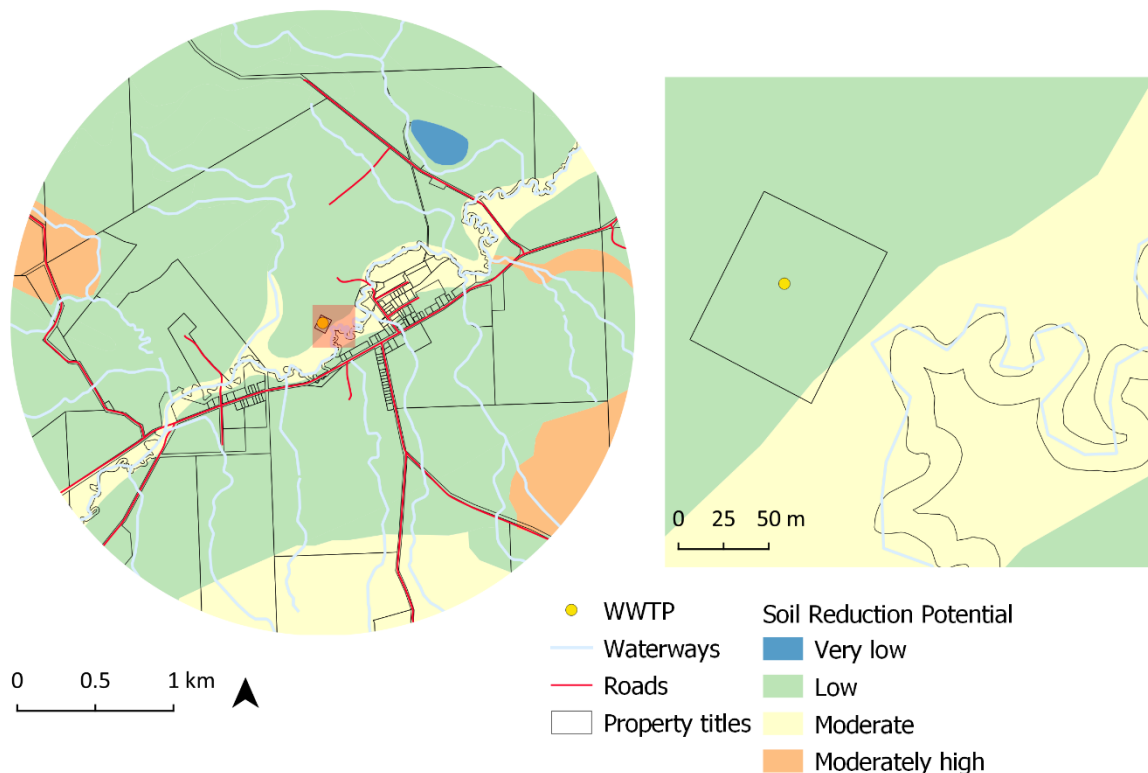 0 25 50 m
0 0.5 1 km
WWTP
Waterways
Roads
Property titles
Soil Reduction Potential
Very low
Low
Moderate
Moderately high